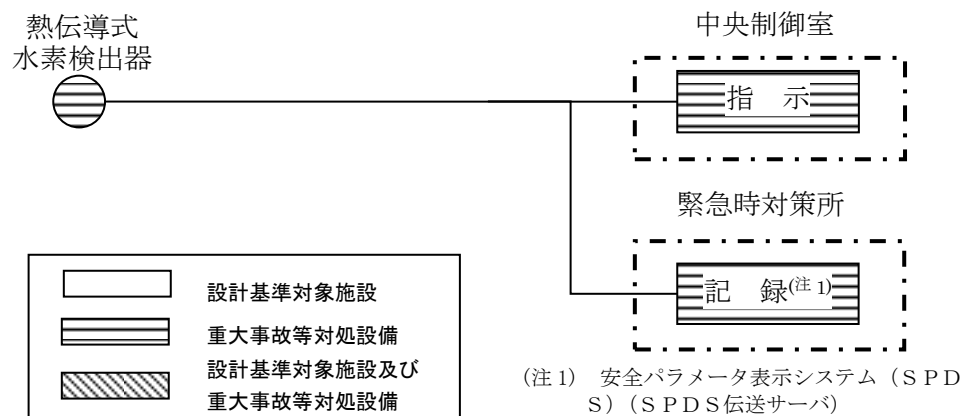 熱伝導式
水素検出器
中央制御室
指　示
緊急時対策所
記　録(注1)
設計基準対象施設
重大事故等対処設備
設計基準対象施設及び
重大事故等対処設備
(注1)　安全パラメータ表示システム（ＳＰＤ
Ｓ）（ＳＰＤＳ伝送サーバ）